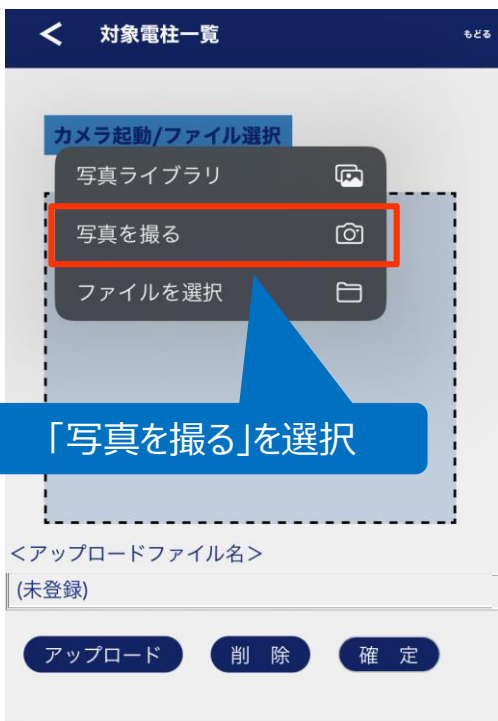 対象電柱一覧
もどる
カメラ起動/ファイル選択
写真ライブラリ
写真を撮る
ファイルを選択
「写真を撮る」を選択
＜アップロードファイル名＞
(未登録)
アップロード
削 除
確 定